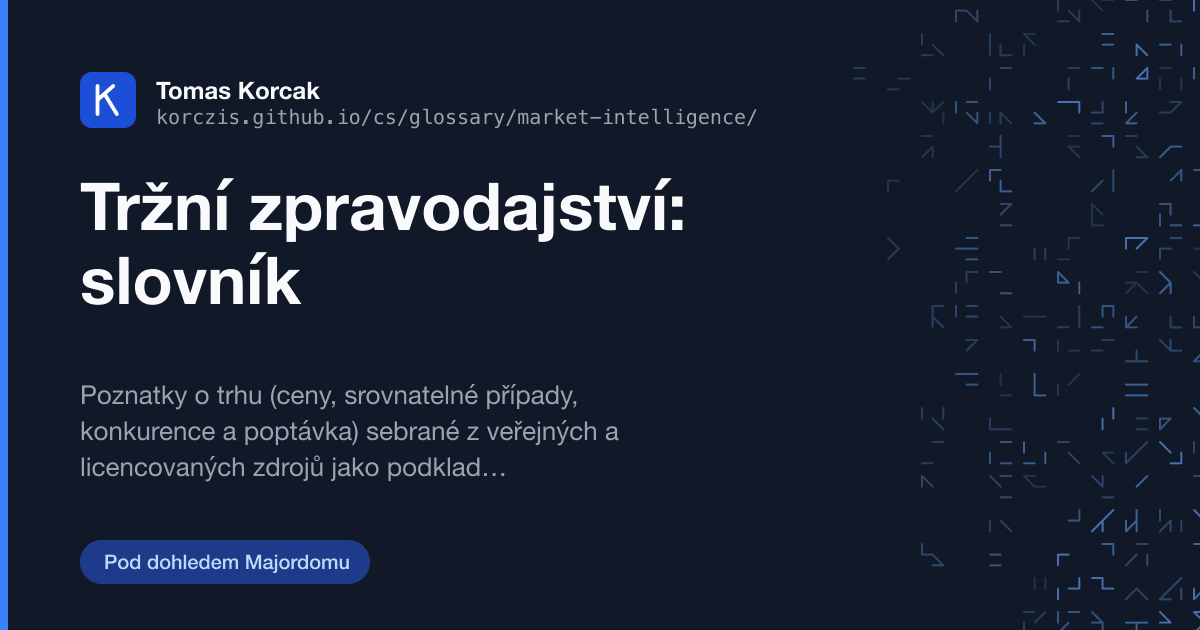 Tomas Korcak
korczis.github.io/cs/glossary/market-intelligence/
Tržní zpravodajství:
slovník
Poznatky o trhu (ceny, srovnatelné případy,
konkurence a poptávka) sebrané z veřejných a
licencovaných zdrojů jako podklad…
Pod dohledem Majordomu